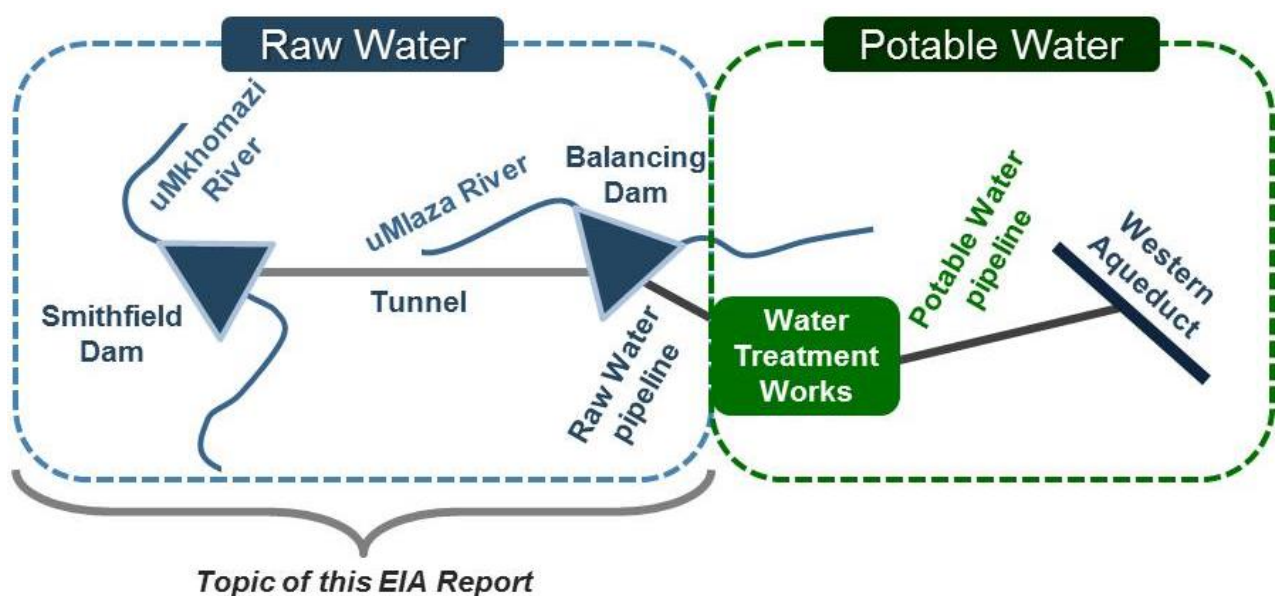 Raw Water
Potable Water
uMkhomazi
River
uMlaza River
Balancing
Dam
Smithfield
Dam
Tunnel
Raw Water
pipeline
Water
Treatment
Works
Potable Water
pipeline
Western
Aqueduct
Topic of this EIA Report